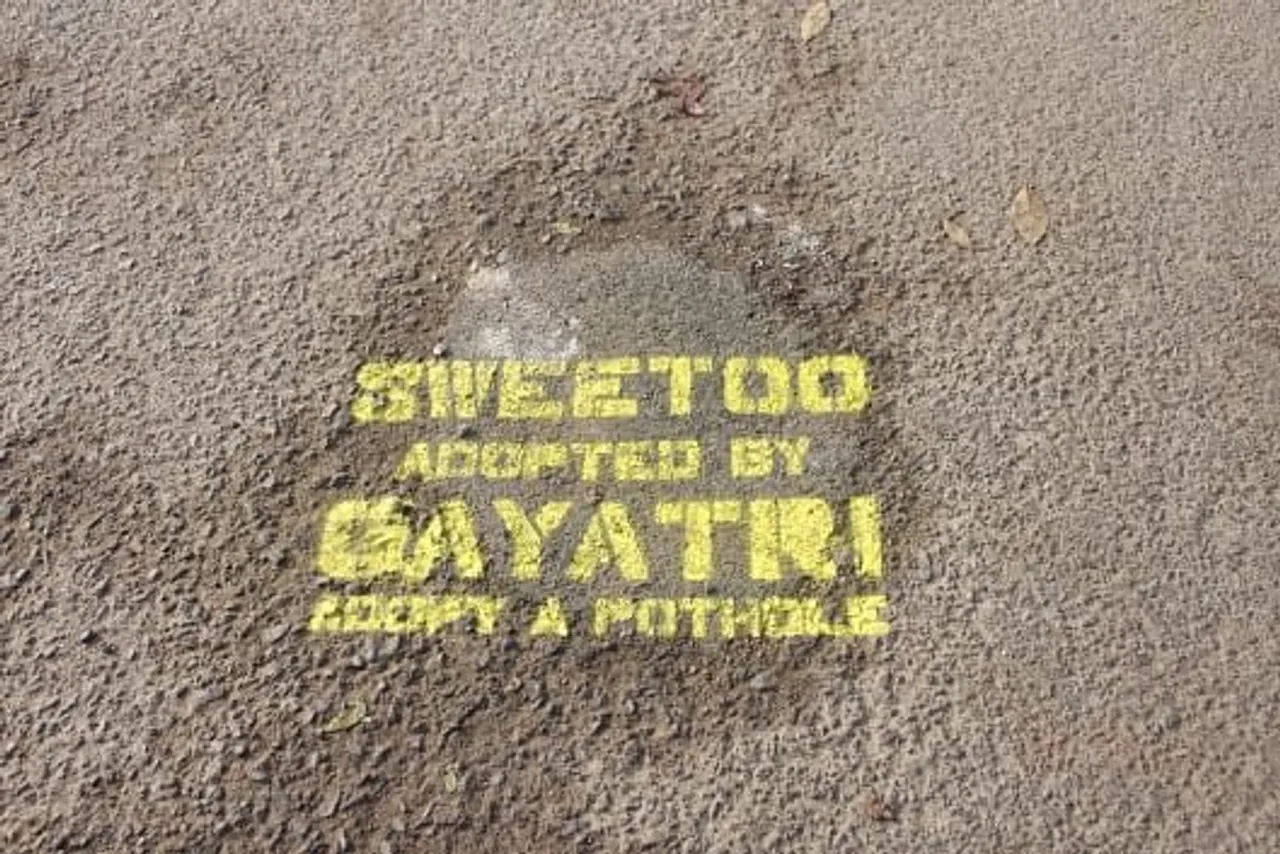 SWEETOO
ADOPTED BY
GAYATRI
ADOPT A POTHOLE